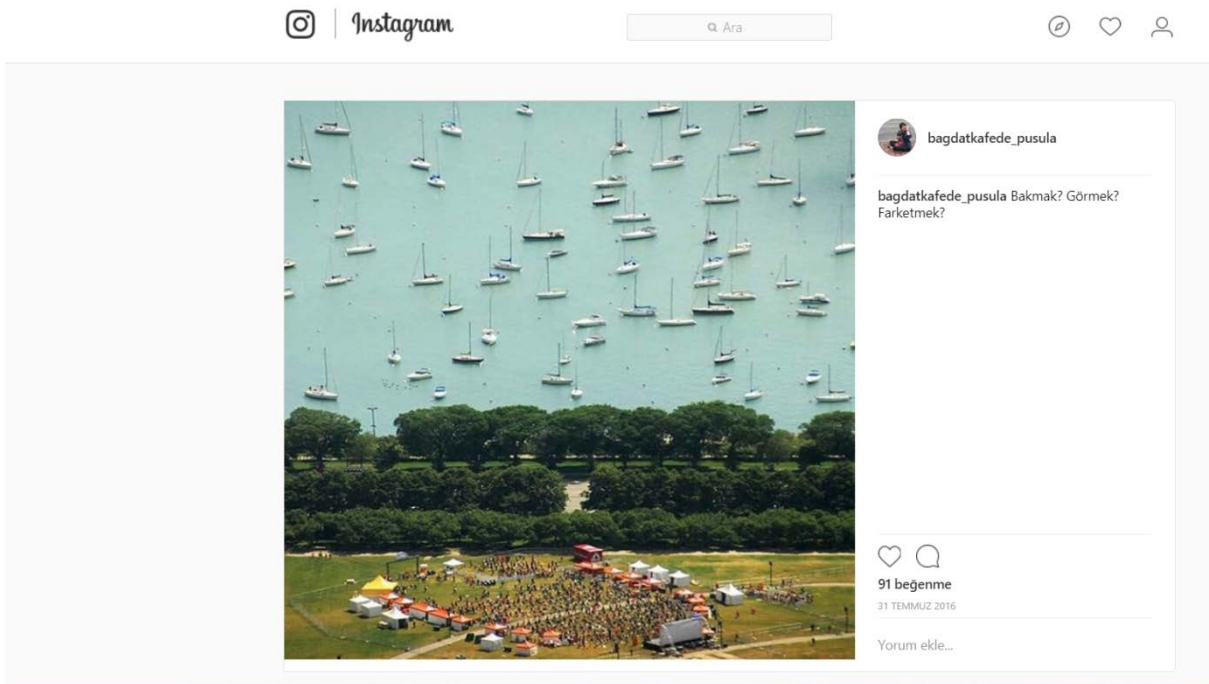 Instagram
Ara
bagdatkafede_pusula
bagdatkafede_pusula Bakmak? Görmek?
Farketmek?
91 beğenme
31 TEMMUZ 2016
Yorum ekle...